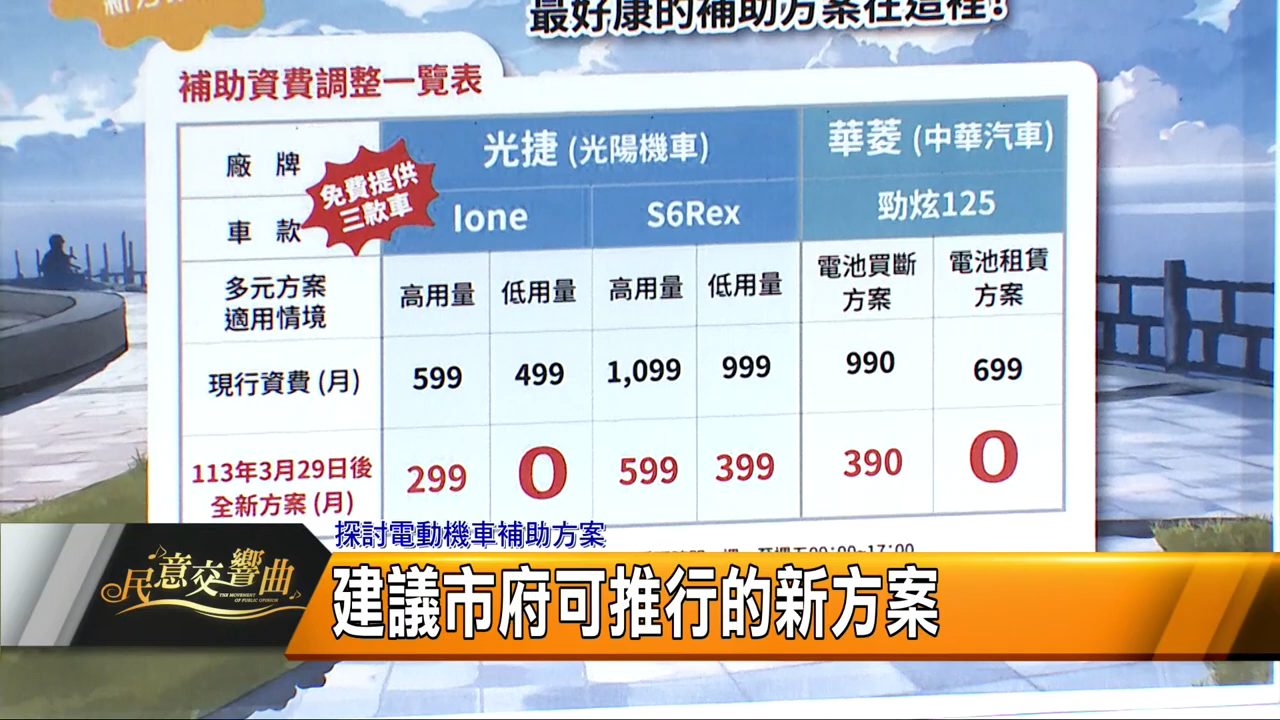 最好康的補助方案在這裡!
補助資費調整一覽表
廠 牌 光捷 (光陽機車) 華菱 (中華汽車)
免費提供
三款車
車 款 Ione S6Rex 勁炫125
多元方案
適用情境 高用量 低用量 高用量 低用量 電池買斷
方案 電池租賃
方案
現行資費 (月) 599 499 1,099 999 990 699
113年3月29日後
全新方案 (月) 299 0 599 399 390 0
探討電動機車補助方案
民意交響曲
THE MOVEMENT
OF PUBLIC OPINION
建議市府可推行的新方案